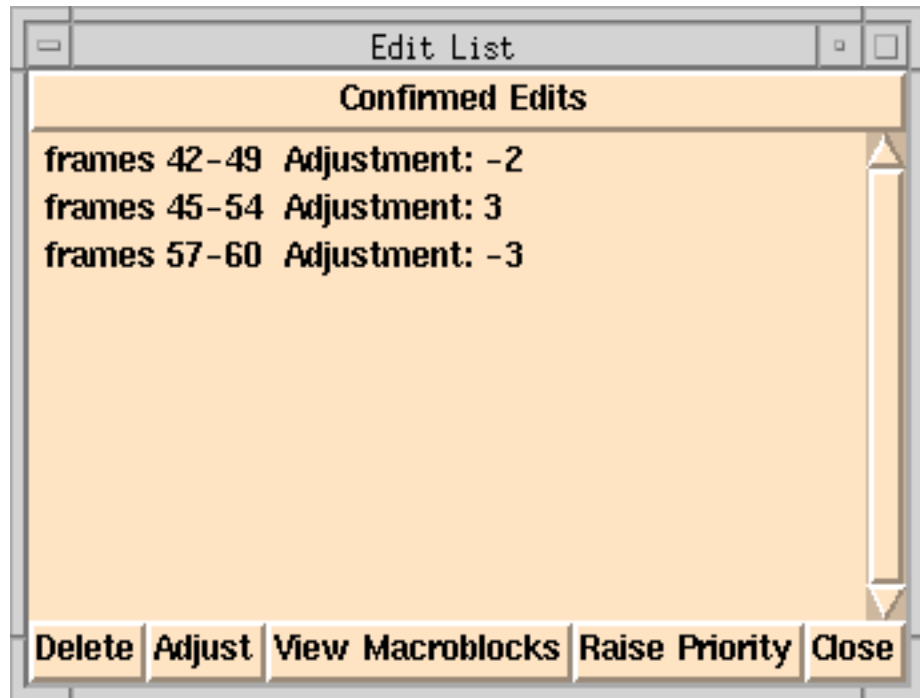 Edit List
Confirmed Edits
frames 42-49 Adjustment: -2
frames 45-54 Adjustment: 3
frames 57-60 Adjustment: -3
Delete Adjust View Macroblocks Raise Priority Close